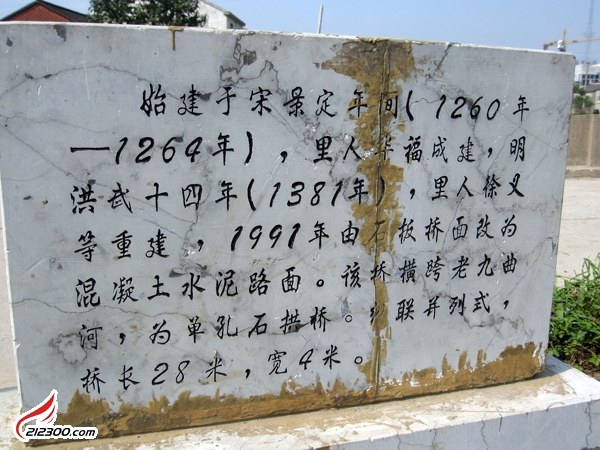 始建于宋景定年间(1260年
—1264年)，里人华福成建，明
洪武十四年(1381年)，里人徐义
等重建，1991年由石板桥面改为
混凝土水泥路面。该桥横跨老九曲
河，为单孔石拱桥。 联并列式，
桥长28米，宽4米。
212300.com